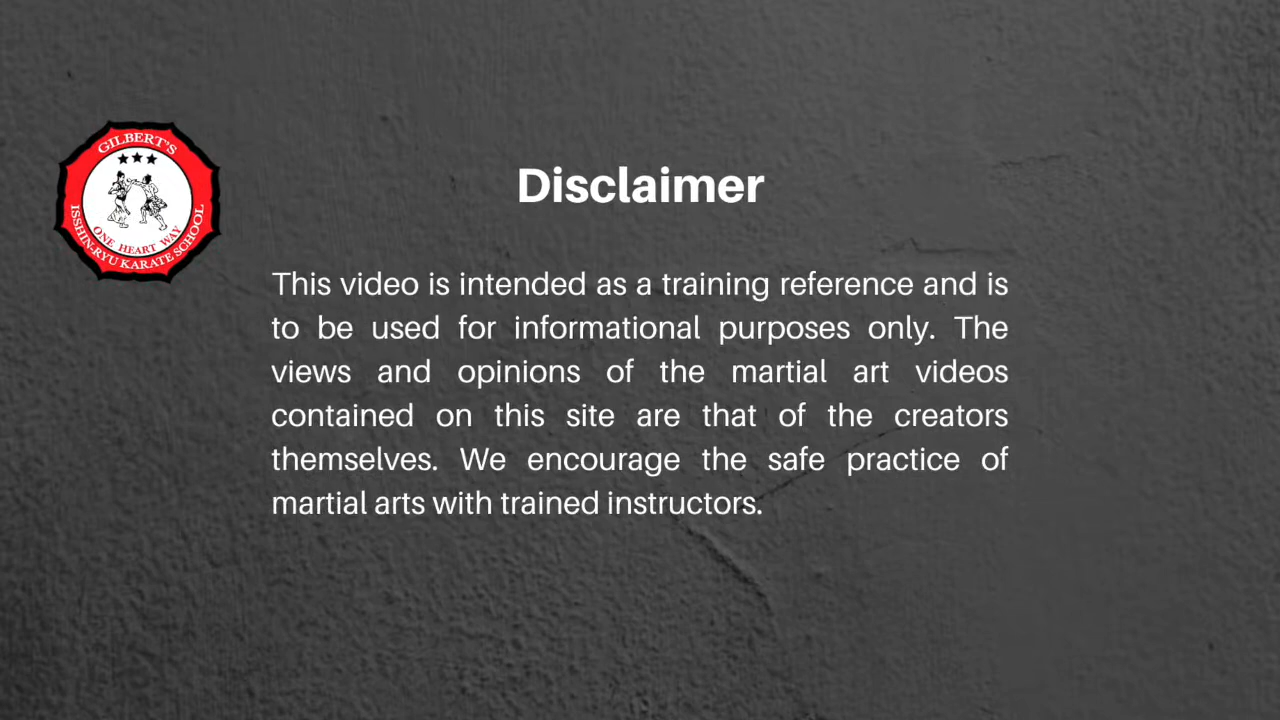 GILBERT'S
ONE HEART WAY
ISSHIN-RYU KARATE SCHOOL
Disclaimer
This video is intended as a training reference and is
to be used for informational purposes only. The
views and opinions of the martial art videos
contained on this site are that of the creators
themselves. We encourage the safe practice of
martial arts with trained instructors.